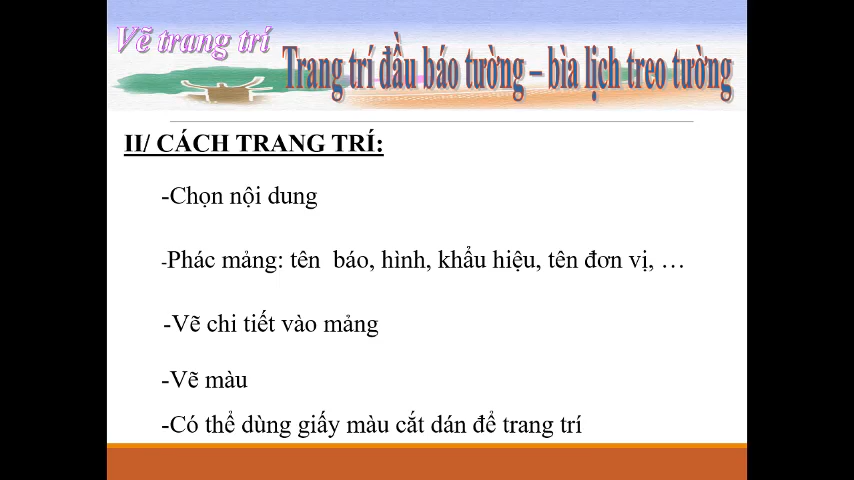 Vẽ trang trí
Trang trí đầu báo tường – bìa lịch treo tường
II/ CÁCH TRANG TRÍ:
-Chọn nội dung
-Phác mảng: tên báo, hình, khẩu hiệu, tên đơn vị, …
-Vẽ chi tiết vào mảng
-Vẽ màu
-Có thể dùng giấy màu cắt dán để trang trí